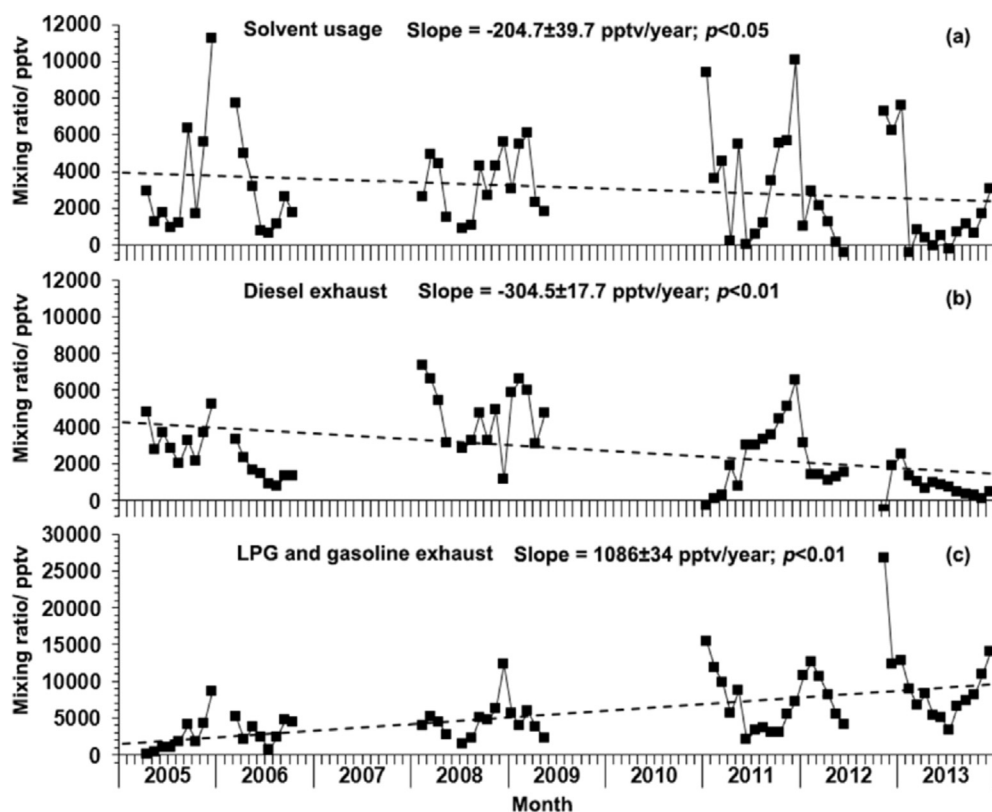 Solvent usage Slope = -204.7±39.7 pptv/year; p<0.05 (a)
Mixing ratio/ pptv
12000
10000
8000
6000
4000
2000
0
Diesel exhaust Slope = -304.5±17.7 pptv/year; p<0.01 (b)
Mixing ratio/ pptv
12000
10000
8000
6000
4000
2000
0
LPG and gasoline exhaust Slope = 1086±34 pptv/year; p<0.01 (c)
Mixing ratio/ pptv
30000
25000
20000
15000
10000
5000
0
2005 2006 2007 2008 2009 2010 2011 2012 2013
Month